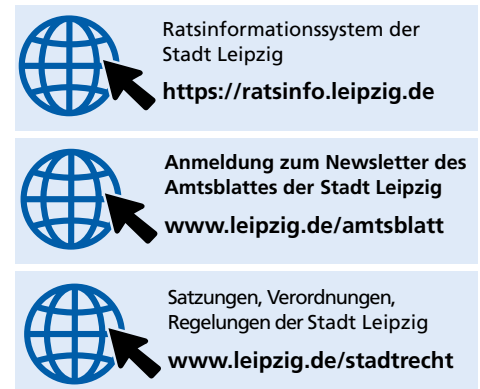 Ratsinformationssystem der
Stadt Leipzig
https://ratsinfo.leipzig.de
Anmeldung zum Newsletter des
Amtsblattes der Stadt Leipzig
www.leipzig.de/amtsblatt
Satzungen, Verordnungen,
Regelungen der Stadt Leipzig
www.leipzig.de/stadtrecht